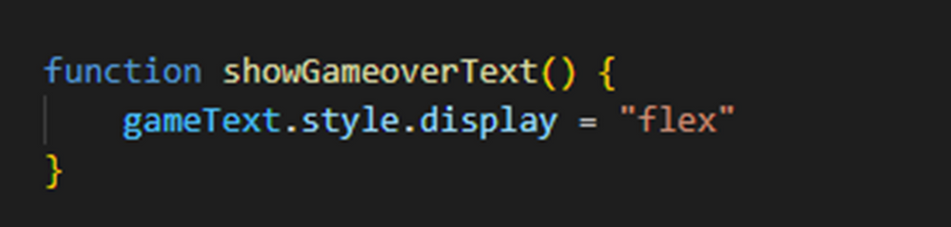 function showGameoverText() {
    gameText.style.display = "flex"
}